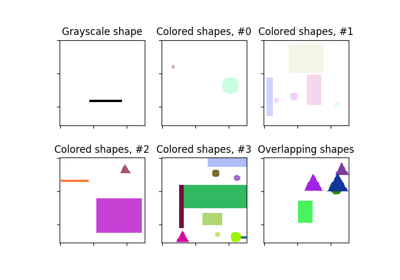 Grayscale shape
Colored shapes, #0
Colored shapes, #1
Colored shapes, #2
Colored shapes, #3
Overlapping shapes